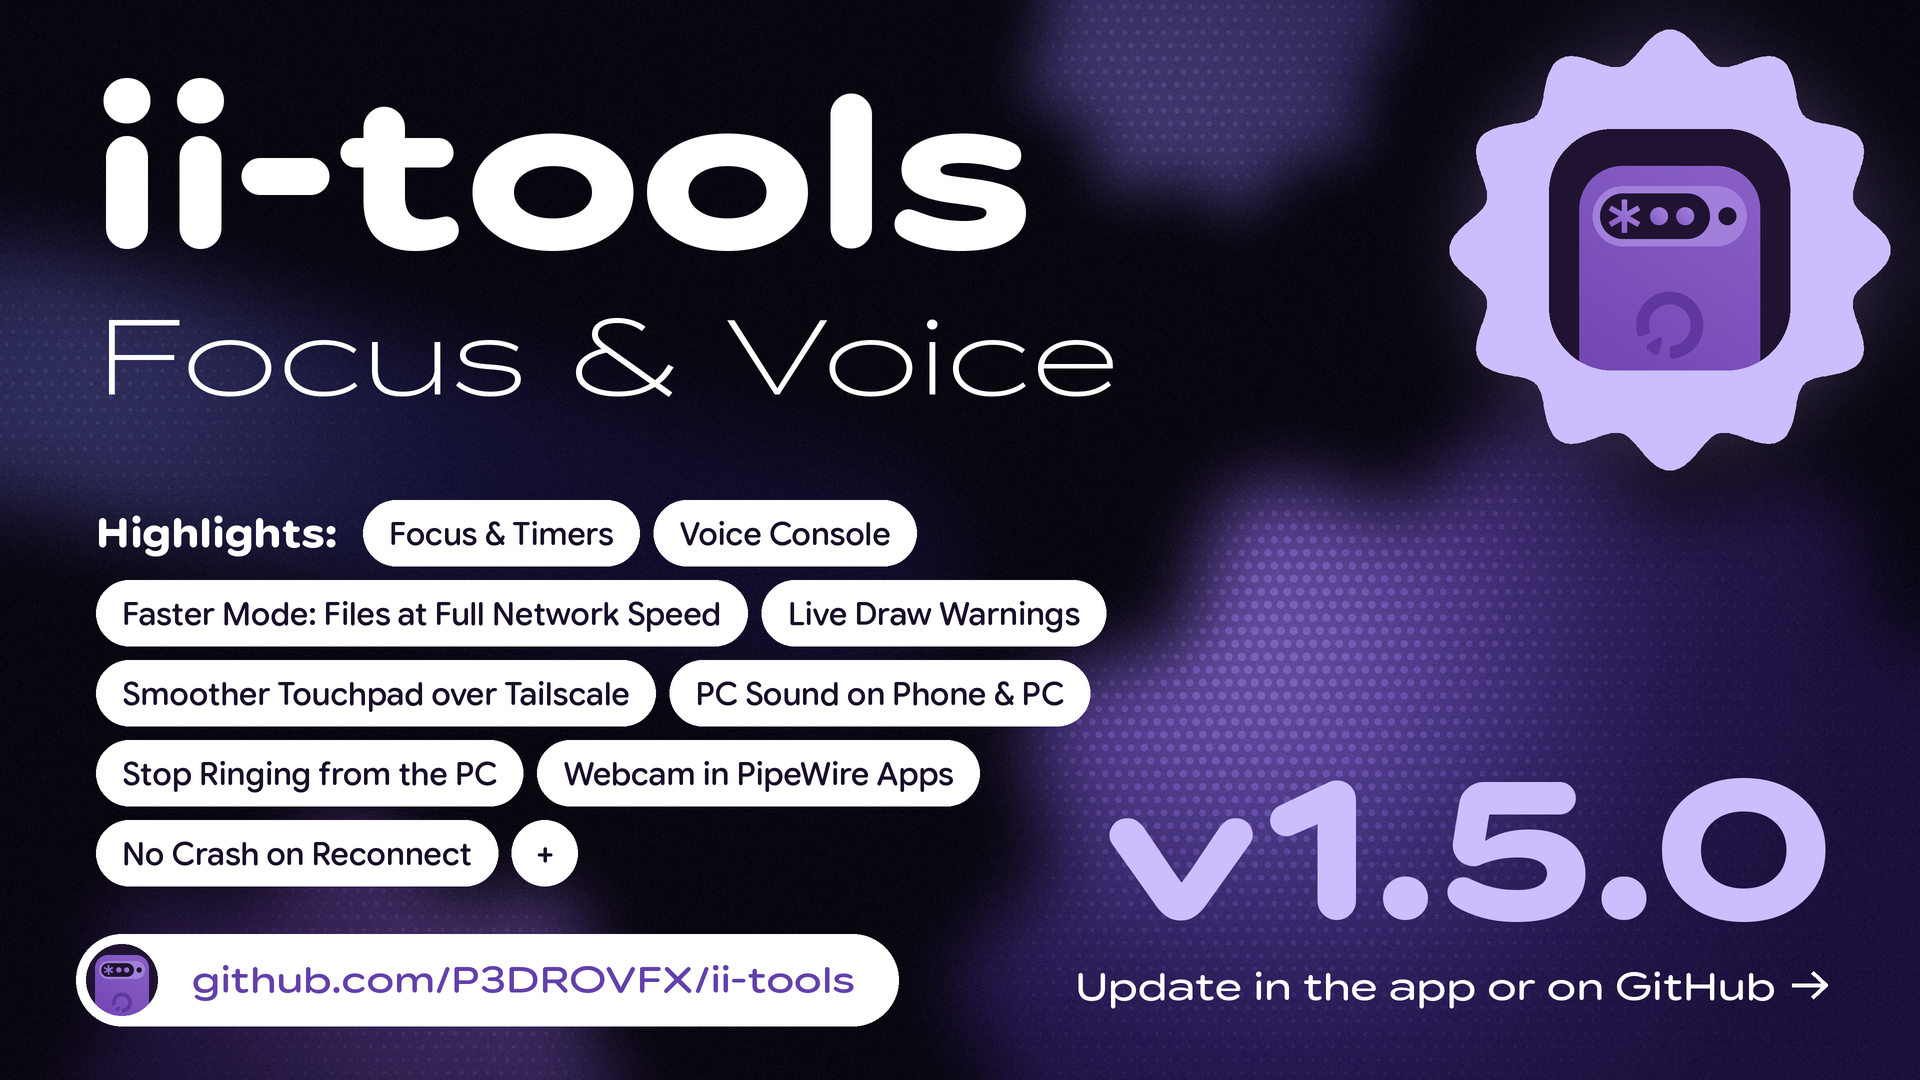 ii-tools
Focus & Voice
Highlights: Focus & Timers Voice Console
Faster Mode: Files at Full Network Speed Live Draw Warnings
Smoother Touchpad over Tailscale PC Sound on Phone & PC
Stop Ringing from the PC Webcam in PipeWire Apps
No Crash on Reconnect +
v1.5.0
github.com/P3DROVFX/ii-tools
Update in the app or on GitHub →